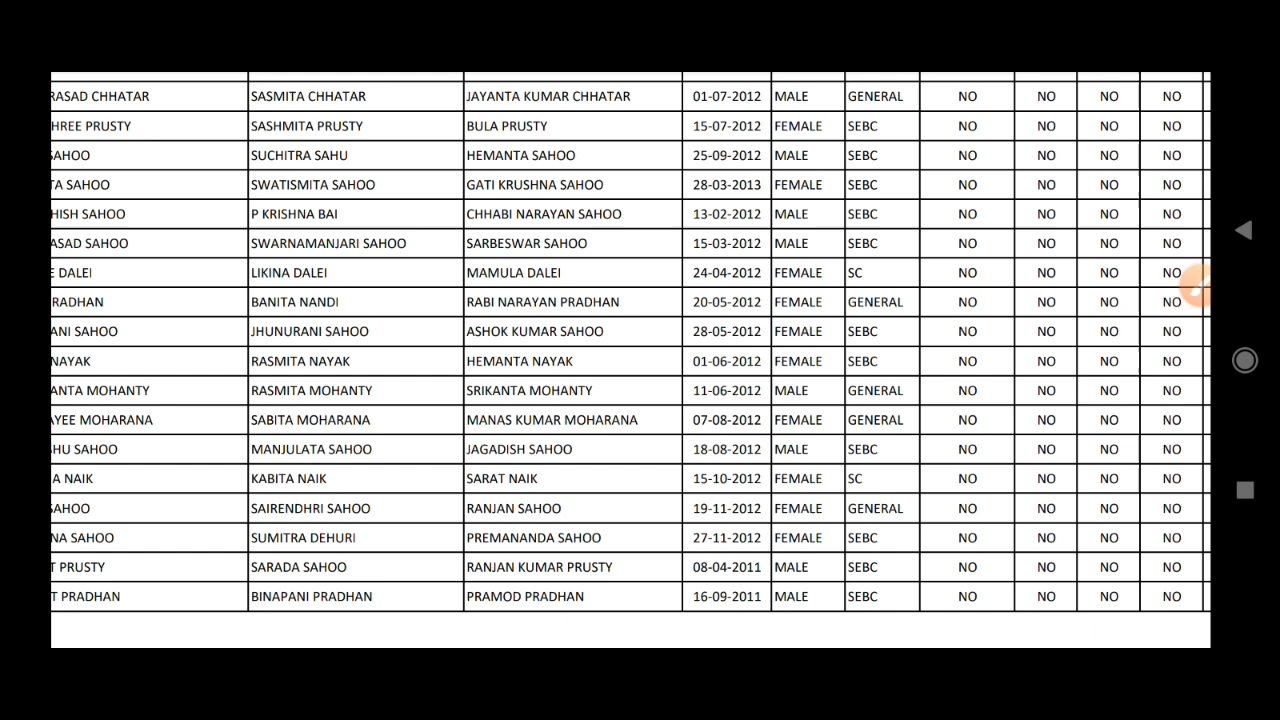 RASAD CHHATAR SASMITA CHHATAR JAYANTA KUMAR CHHATAR 01-07-2012 MALE GENERAL NO NO NO NO
HREE PRUSTY SASHMITA PRUSTY BULA PRUSTY 15-07-2012 FEMALE SEBC NO NO NO NO
SAHOO SUCHITRA SAHU HEMANTA SAHOO 25-09-2012 MALE SEBC NO NO NO NO
TA SAHOO SWATISMITA SAHOO GATI KRUSHNA SAHOO 28-03-2013 FEMALE SEBC NO NO NO NO
HISH SAHOO P KRISHNA BAI CHHABI NARAYAN SAHOO 13-02-2012 MALE SEBC NO NO NO NO
ASAD SAHOO SWARNAMANJARI SAHOO SARBESWAR SAHOO 15-03-2012 MALE SEBC NO NO NO NO
E DALEI LIKINA DALEI MAMULA DALEI 24-04-2012 FEMALE SC NO NO NO NO
RADHAN BANITA NANDI RABI NARAYAN PRADHAN 20-05-2012 FEMALE GENERAL NO NO NO NO
ANI SAHOO JHUNURANI SAHOO ASHOK KUMAR SAHOO 28-05-2012 FEMALE SEBC NO NO NO NO
NAYAK RASMITA NAYAK HEMANTA NAYAK 01-06-2012 FEMALE SEBC NO NO NO NO
ANTA MOHANTY RASMITA MOHANTY SRIKANTA MOHANTY 11-06-2012 MALE GENERAL NO NO NO NO
AYEE MOHARANA SABITA MOHARANA MANAS KUMAR MOHARANA 07-08-2012 FEMALE GENERAL NO NO NO NO
HU SAHOO MANJULATA SAHOO JAGADISH SAHOO 18-08-2012 MALE SEBC NO NO NO NO
A NAIK KABITA NAIK SARAT NAIK 15-10-2012 FEMALE SC NO NO NO NO
SAHOO SAIRENDHRI SAHOO RANJAN SAHOO 19-11-2012 FEMALE GENERAL NO NO NO NO
NA SAHOO SUMITRA DEHURI PREMANANDA SAHOO 27-11-2012 FEMALE SEBC NO NO NO NO
T PRUSTY SARADA SAHOO RANJAN KUMAR PRUSTY 08-04-2011 MALE SEBC NO NO NO NO
T PRADHAN BINAPANI PRADHAN PRAMOD PRADHAN 16-09-2011 MALE SEBC NO NO NO NO